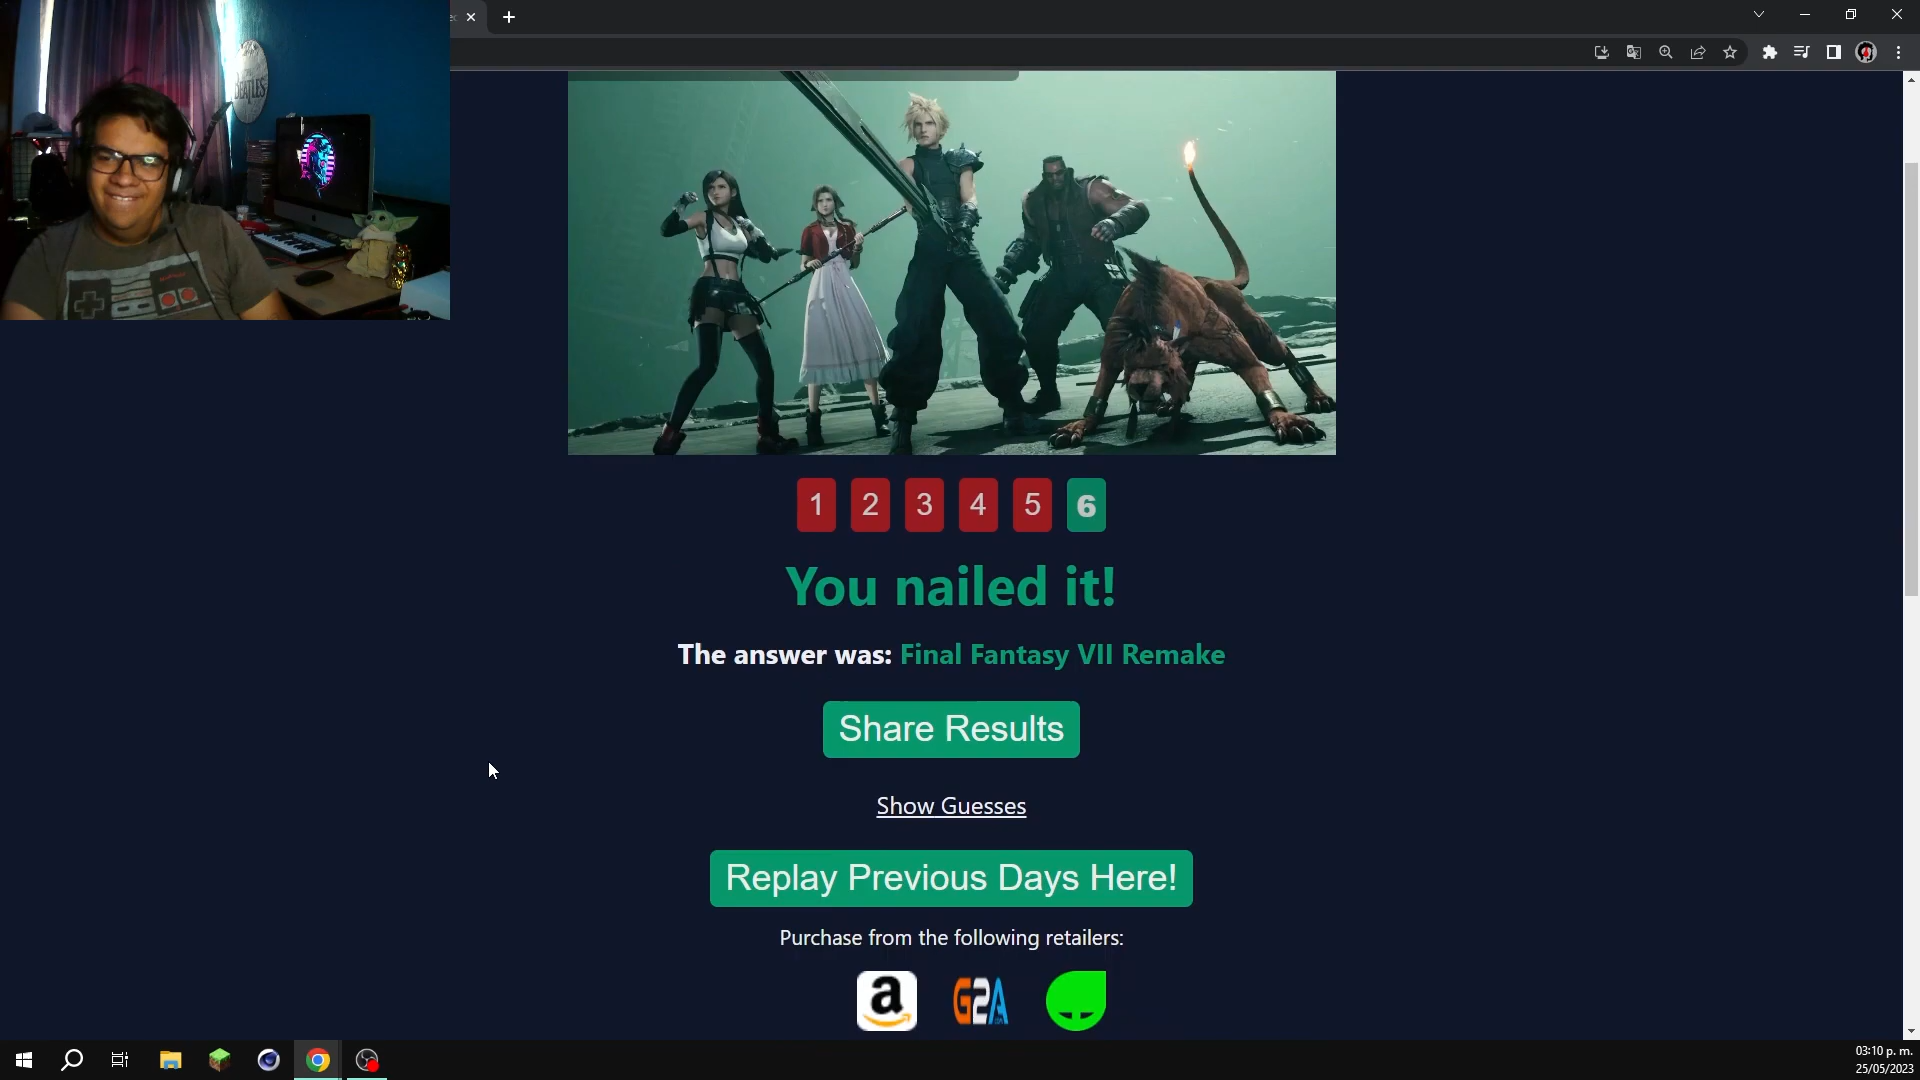 BEATLES
1 2 3 4 5 6
You nailed it!
The answer was: Final Fantasy VII Remake
Share Results
Show Guesses
Replay Previous Days Here!
Purchase from the following retailers:
a G2A
03:10 p. m.
25/05/2023